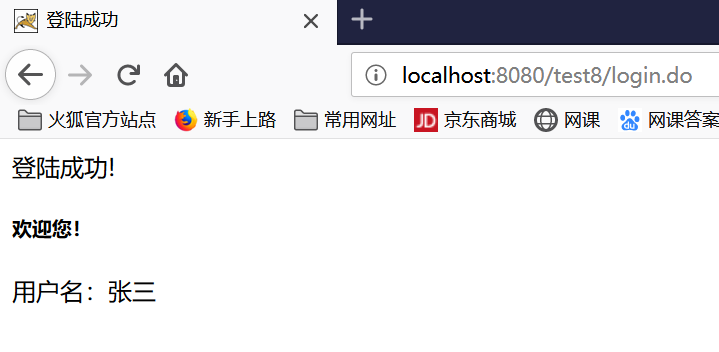 登陆成功
localhost:8080/test8/login.do
火狐官方站点 新手上路 常用网址 JD 京东商城 网课 du 网课答案
登陆成功!
欢迎您!
用户名：张三